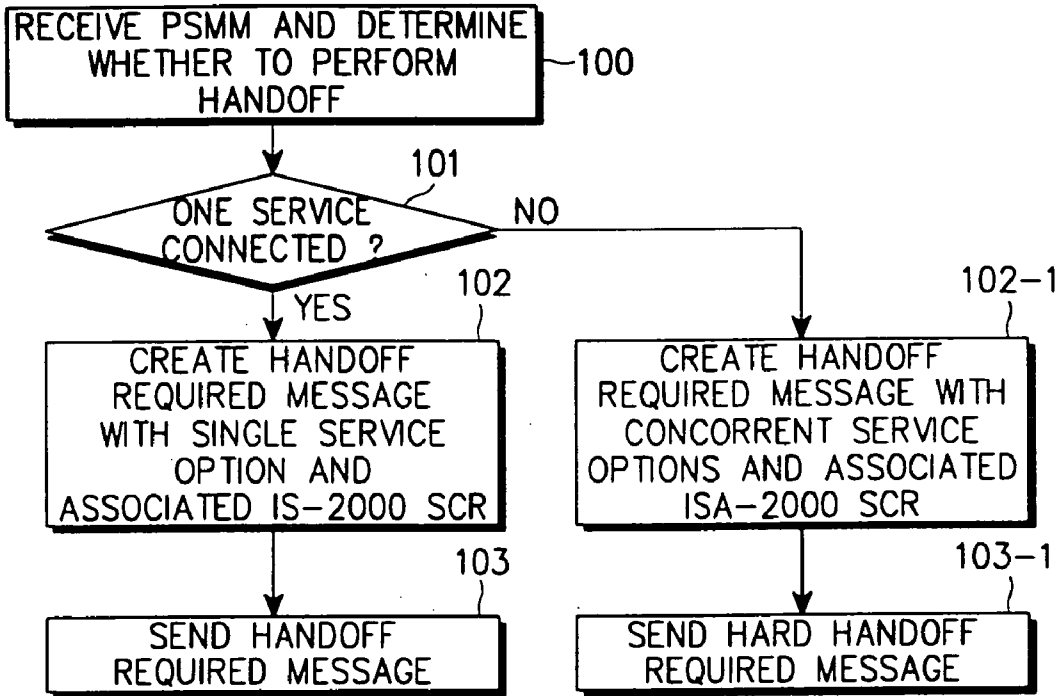 RECEIVE PSMM AND DETERMINE
WHETHER TO PERFORM
HANDOFF
100
101
ONE SERVICE
CONNECTED ?
NO
YES
102
CREATE HANDOFF
REQUIRED MESSAGE
WITH SINGLE SERVICE
OPTION AND
ASSOCIATED IS-2000 SCR
102-1
CREATE HANDOFF
REQUIRED MESSAGE WITH
CONCORRENT SERVICE
OPTIONS AND ASSOCIATED
ISA-2000 SCR
103
SEND HANDOFF
REQUIRED MESSAGE
103-1
SEND HARD HANDOFF
REQUIRED MESSAGE